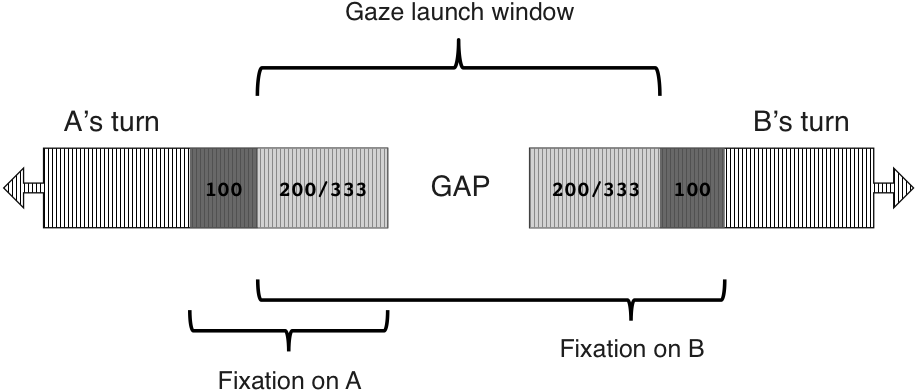 Gaze launch window
A's turn
B's turn
100
200/333
GAP
200/333
100
Fixation on B
Fixation on A